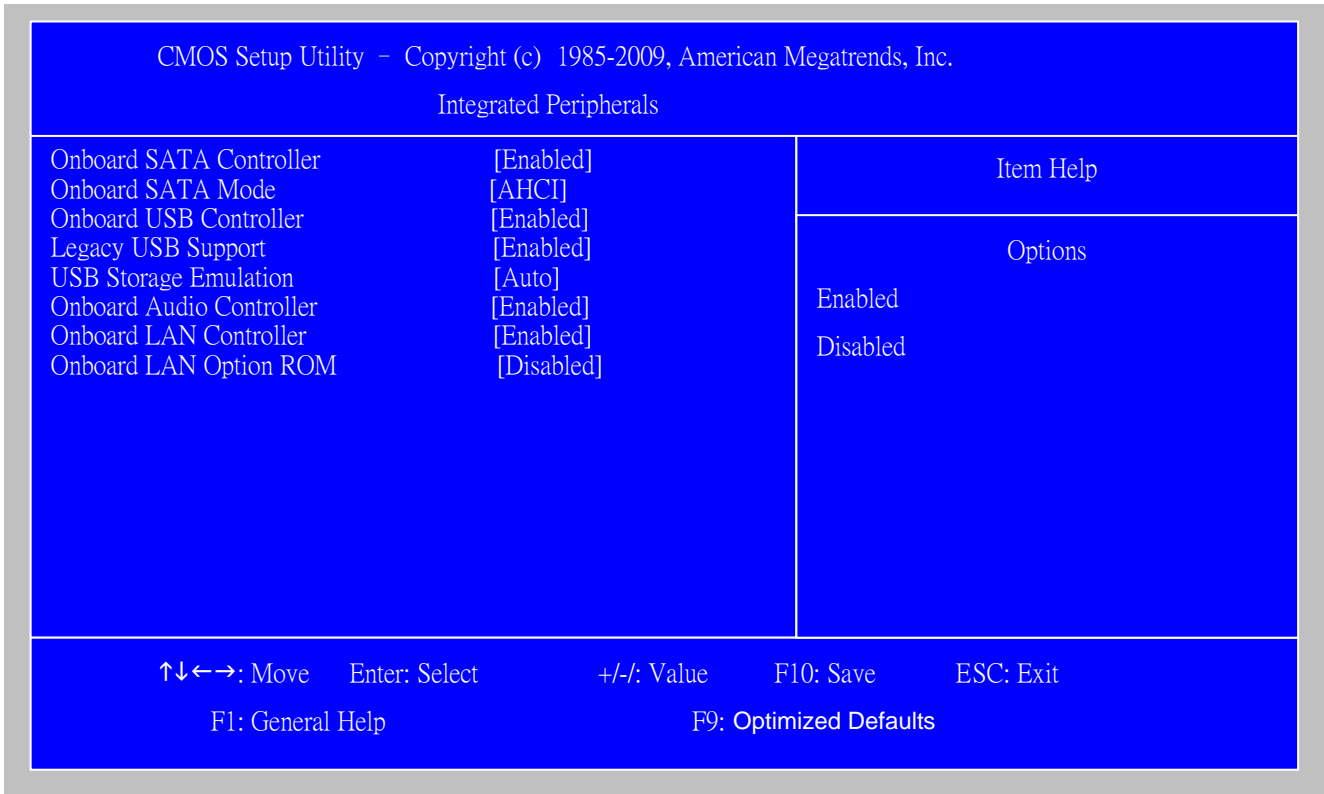 CMOS Setup Utility – Copyright (c) 1985-2009, American Megatrends, Inc.
Integrated Peripherals
Onboard SATA Controller [Enabled]
Onboard SATA Mode [AHCI]
Onboard USB Controller [Enabled]
Legacy USB Support [Enabled]
USB Storage Emulation [Auto]
Onboard Audio Controller [Enabled]
Onboard LAN Controller [Enabled]
Onboard LAN Option ROM [Disabled]
Item Help
Options
Enabled
Disabled
↑↓←→: Move Enter: Select +/-/: Value F10: Save ESC: Exit
F1: General Help F9: Optimized Defaults